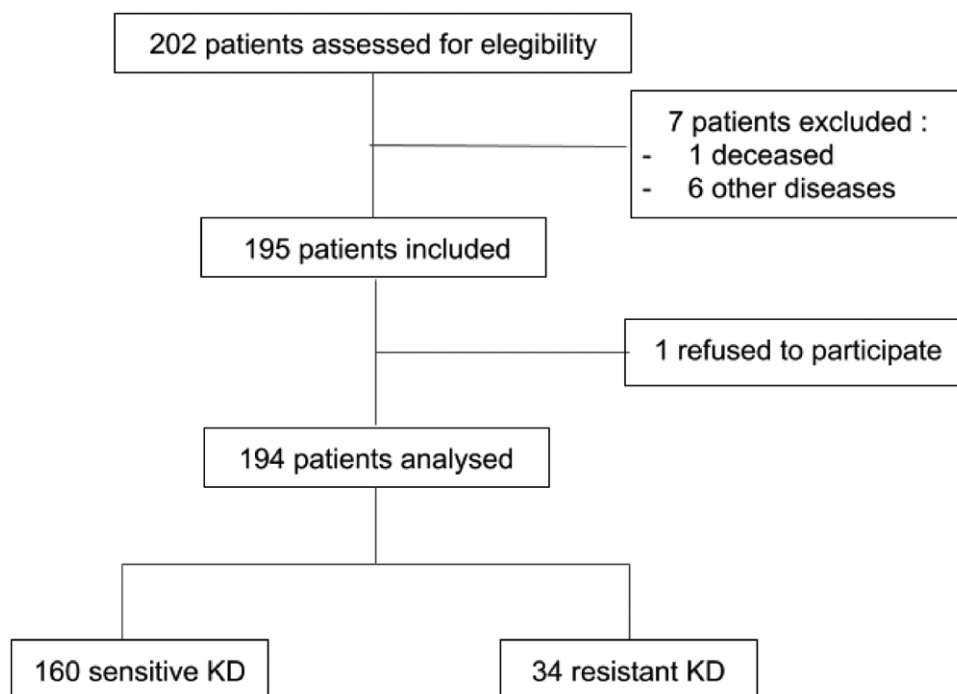 202 patients assessed for elegibility
7 patients excluded :
- 1 deceased
- 6 other diseases
195 patients included
1 refused to participate
194 patients analysed
160 sensitive KD
34 resistant KD